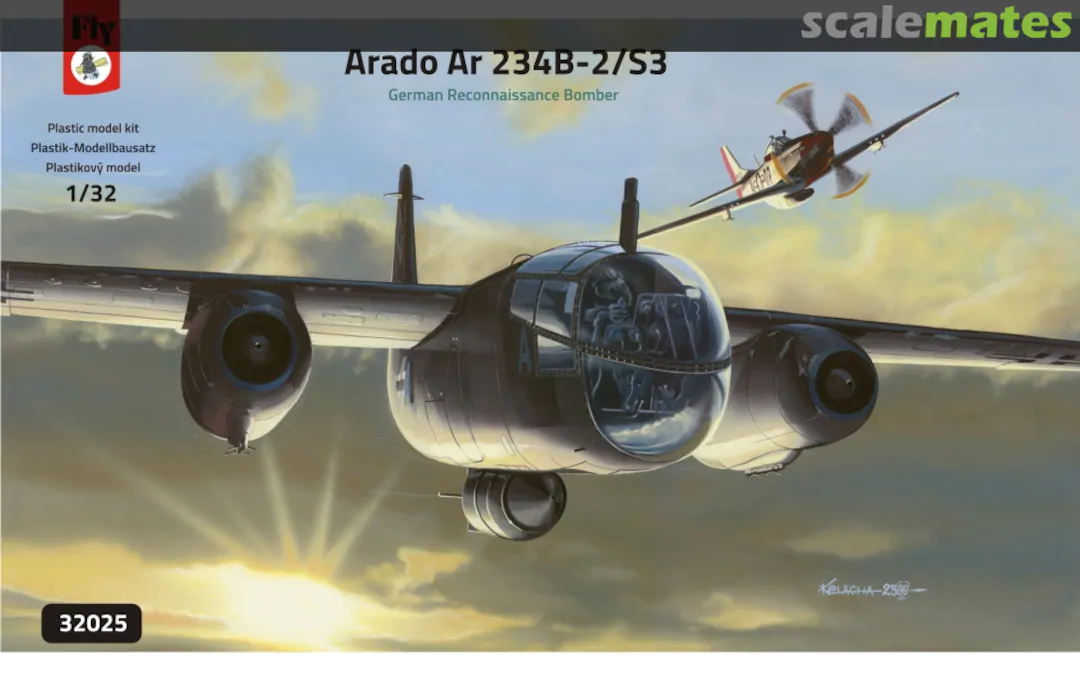 Fly
scalemates
Arado Ar 234B-2/S3
German Reconnaissance Bomber
Plastic model kit
Plastik-Modellbausatz
Plastikový model
1/32
A
32025